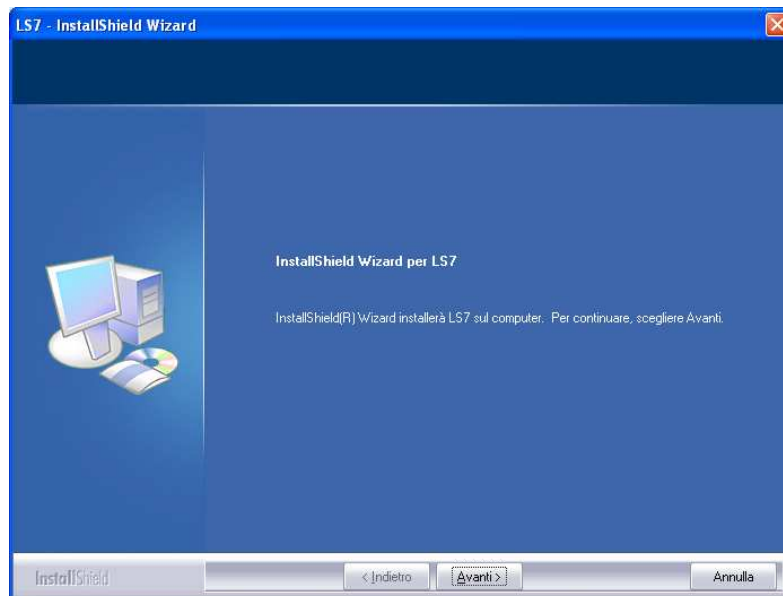 LS7 - InstallShield Wizard
InstallShield Wizard per LS7
InstallShield(R) Wizard installerà LS7 sul computer. Per continuare, scegliere Avanti.
InstallShield
< Indietro
Avanti >
Annulla